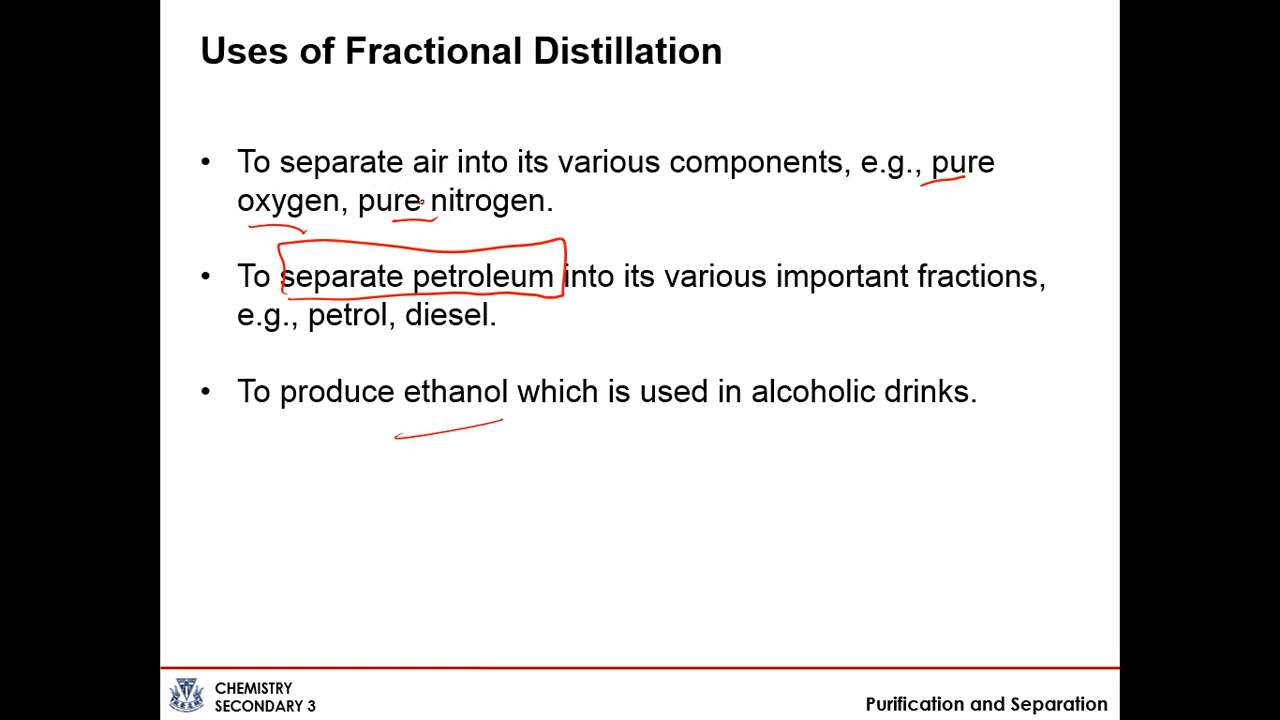 Uses of Fractional Distillation
• To separate air into its various components, e.g., pure
oxygen, pure nitrogen.
• To separate petroleum into its various important fractions,
e.g., petrol, diesel.
• To produce ethanol which is used in alcoholic drinks.
CHEMISTRY
SECONDARY 3
Purification and Separation